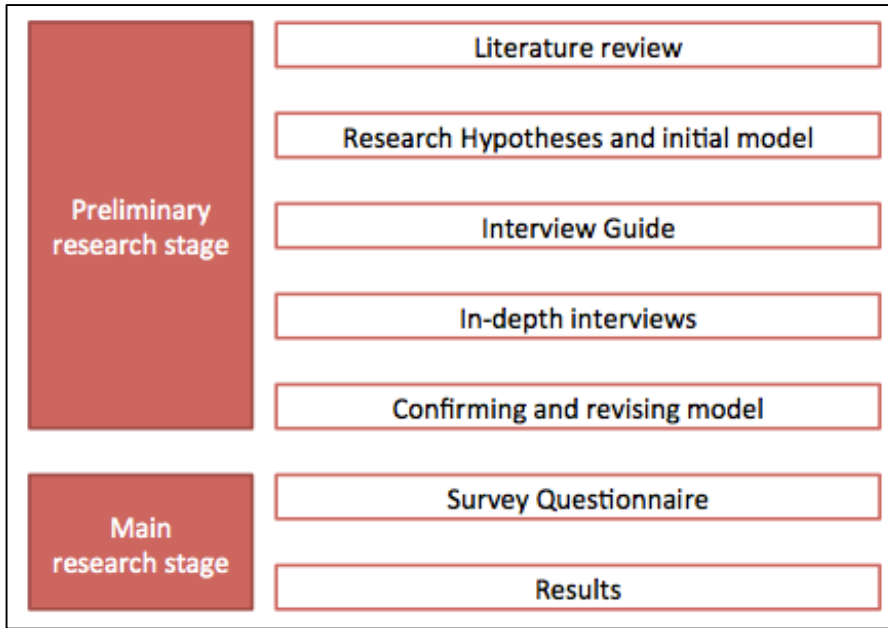 Preliminary
research stage
Literature review
Research Hypotheses and initial model
Interview Guide
In-depth interviews
Confirming and revising model
Main
research stage
Survey Questionnaire
Results